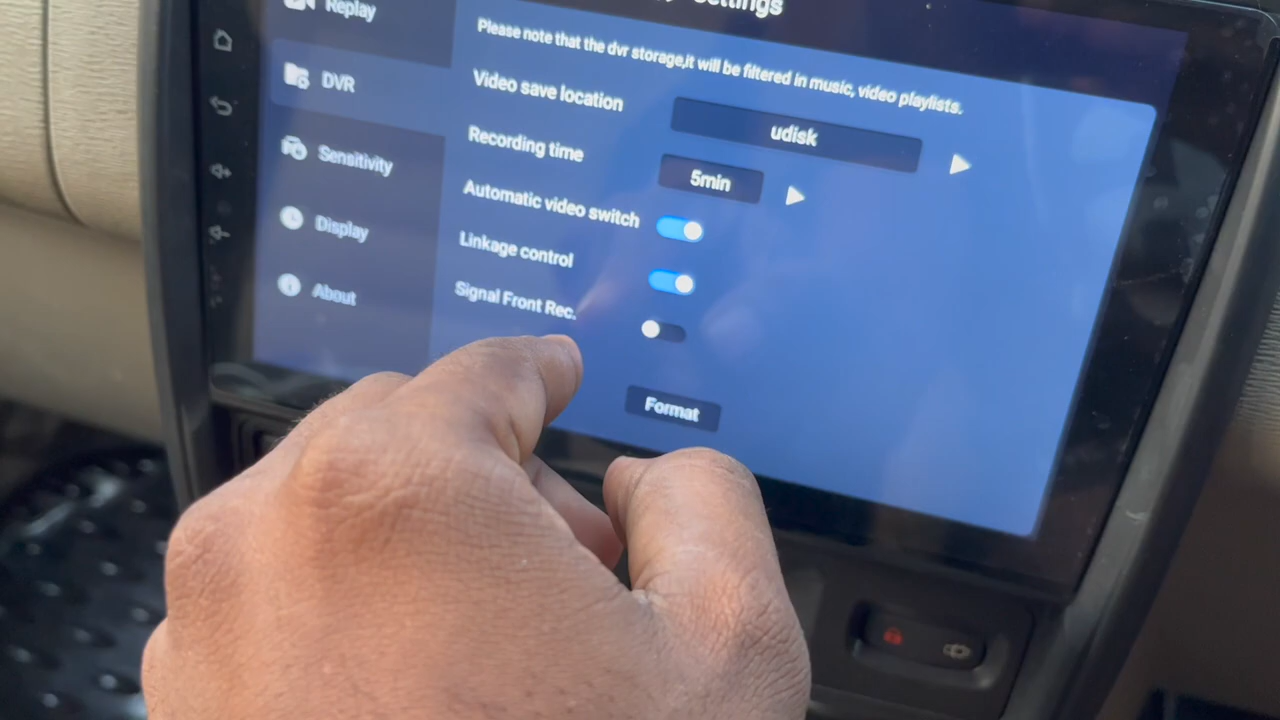 Settings
Replay
DVR
Sensitivity
Display
About
Please note that the dvr storage,it will be filtered in music, video playlists.
Video save location
udisk
Recording time
5min
Automatic video switch
Linkage control
Signal Front Rec.
Format